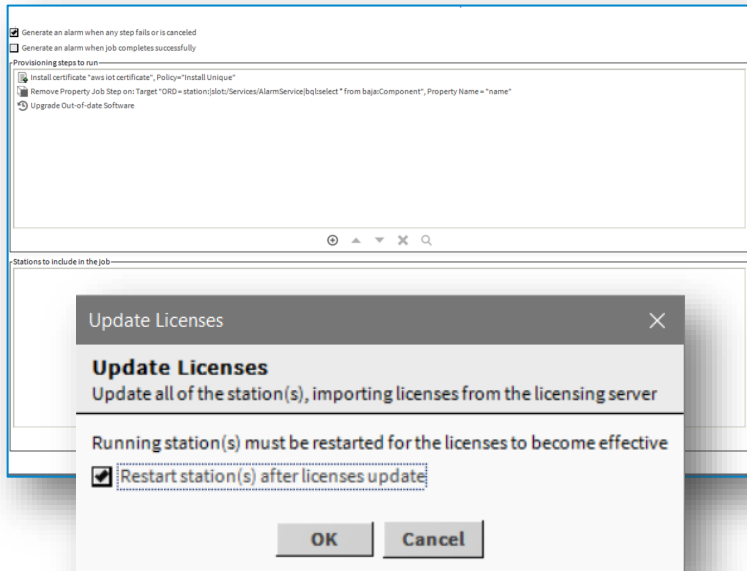 Generate an alarm when any step fails or is canceled
Generate an alarm when job completes successfully
Provisioning steps to run
Install certificate "aws iot certificate", Policy="Install Unique"
Remove Property Job Step on: Target "ORD = station:|slot:/Services/AlarmService|bql:select * from baja:Component", Property Name = "name"
Upgrade Out-of-date Software
Stations to include in the job
Update Licenses
Update Licenses
Update all of the station(s), importing licenses from the licensing server
Running station(s) must be restarted for the licenses to become effective
Restart station(s) after licenses update
OK Cancel